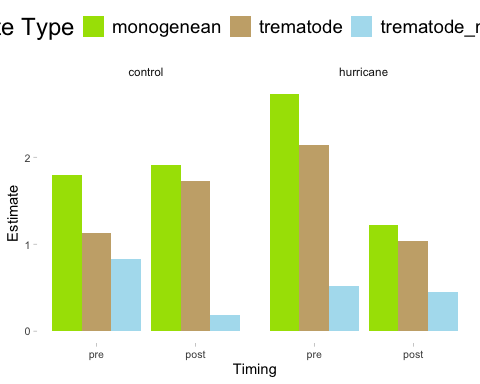 te Type monogenean trematode trematode_r
control hurricane
2
1
0
Estimate
pre post pre post
Timing